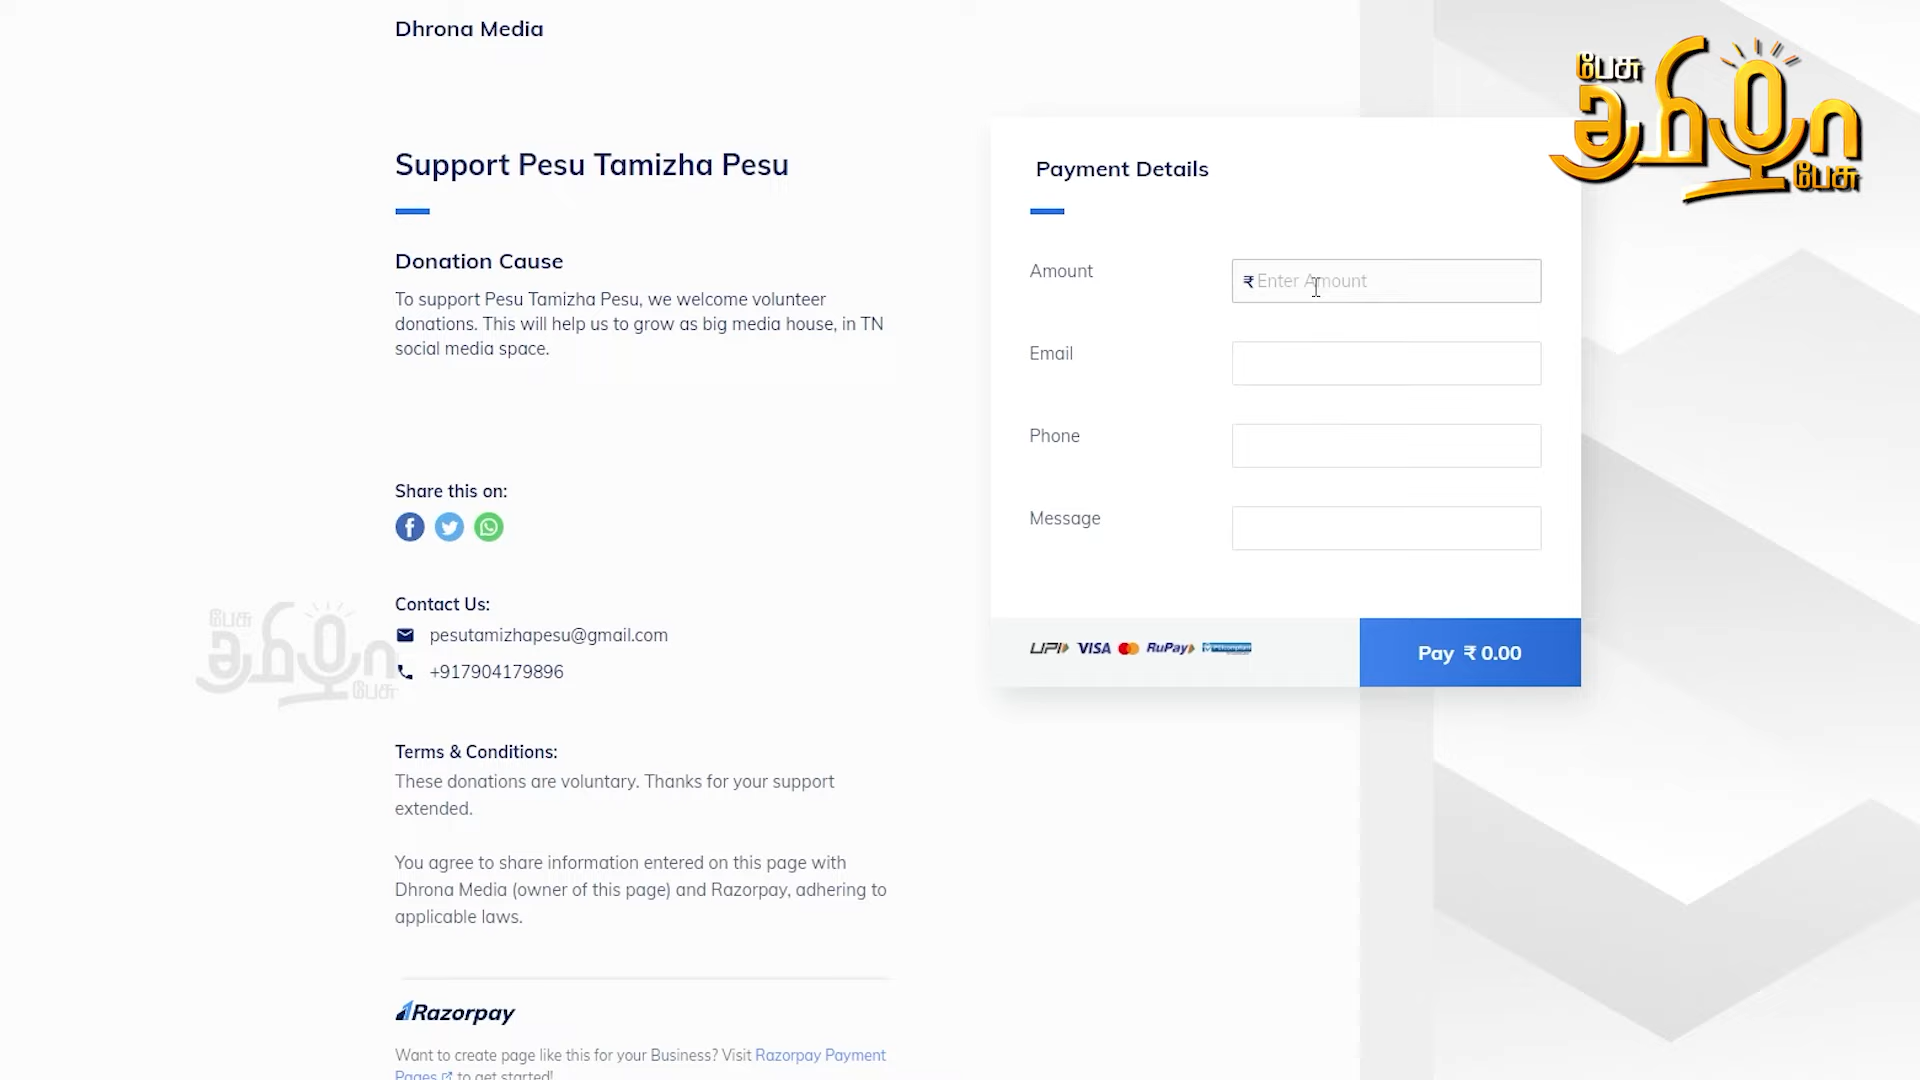 Dhrona Media
பேசு
தமிழா
பேசு
Support Pesu Tamizha Pesu
Donation Cause
To support Pesu Tamizha Pesu, we welcome volunteer
donations. This will help us to grow as big media house, in TN
social media space.
Share this on:
Contact Us:
pesutamizhapesu@gmail.com
+917904179896
பேசு
தமிழா
பேசு
Terms & Conditions:
These donations are voluntary. Thanks for your support
extended.
You agree to share information entered on this page with
Dhrona Media (owner of this page) and Razorpay, adhering to
applicable laws.
Razorpay
Want to create page like this for your Business? Visit Razorpay Payment
Pages to get started!
Payment Details
Amount
₹ Enter Amount
Email
Phone
Message
UPI VISA RuPay
Pay ₹ 0.00